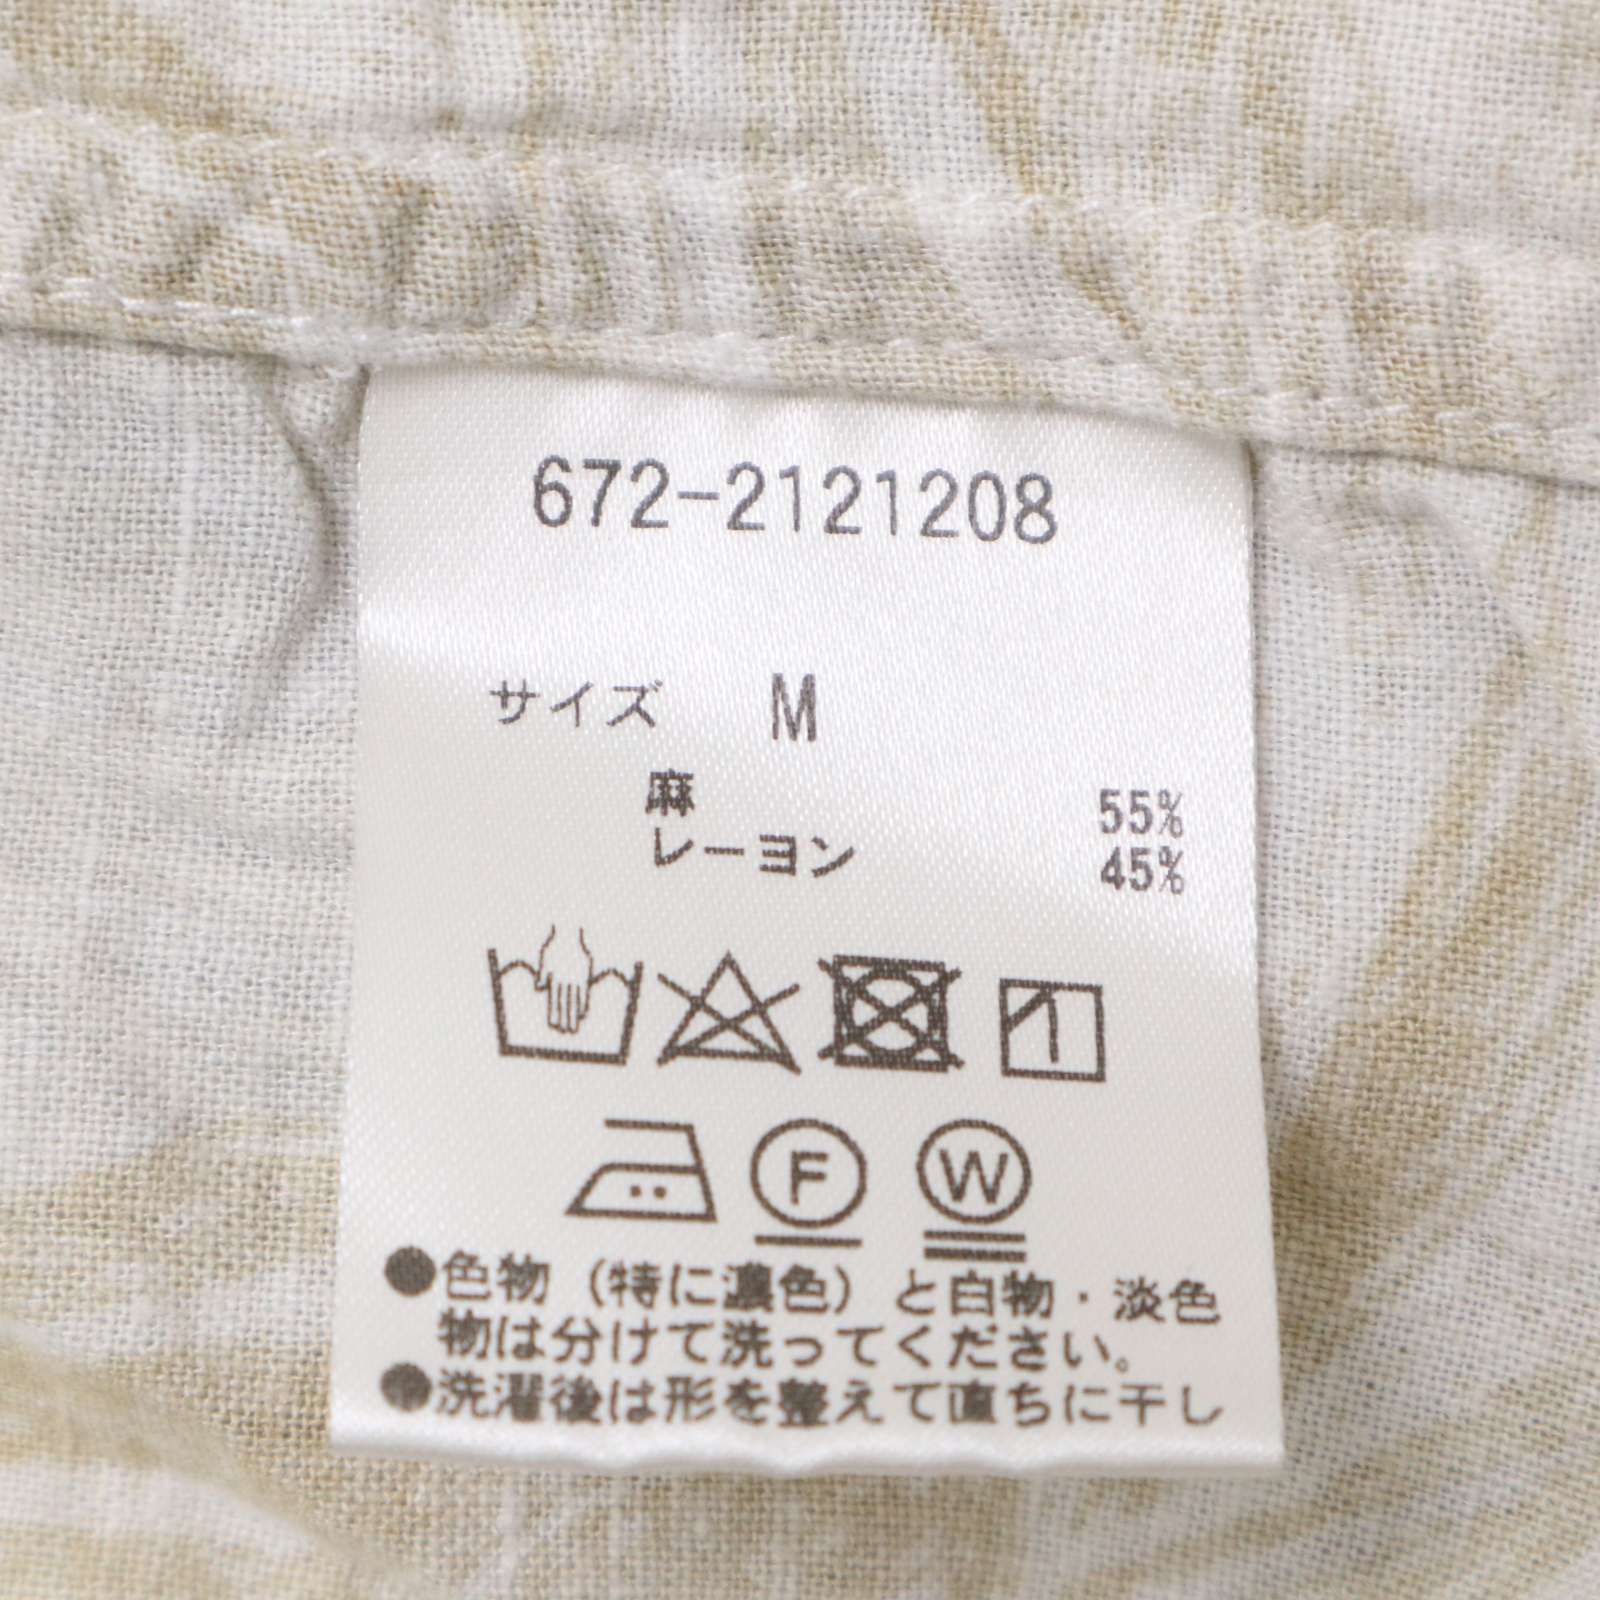 672-2121208
サイズ M
麻 55%
レーヨン 45%
F W
●色物(特に濃色)と白物・淡色
物は分けて洗ってください。
●洗濯後は形を整えて直ちに干し